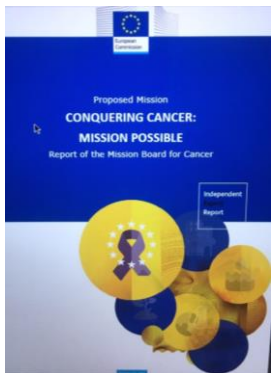 European
Commission
Proposed Mission
CONQUERING CANCER:
MISSION POSSIBLE
Report of the Mission Board for Cancer
Independent
Report